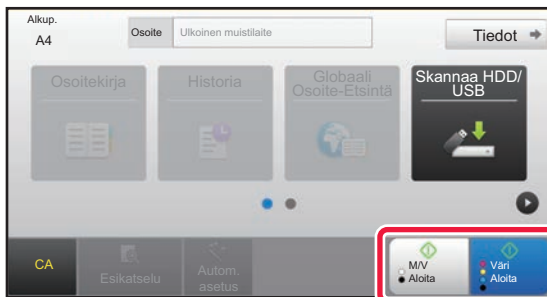 Alkup.
A4
Osoite
Ulkoinen muistilaite
Tiedot
Osoitekirja
Historia
Globaali
Osoite-Etsintä
Skannaa HDD/
USB
CA
Esikatselu
Autom.
asetus
M/V
Aloita
Väri
Aloita